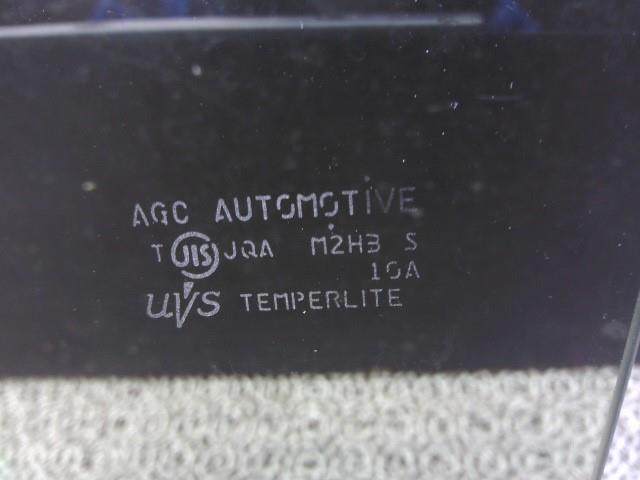 AGC AUTOMOTIVE
T JIS JQA M2H3 S
10A
UVS TEMPERLITE